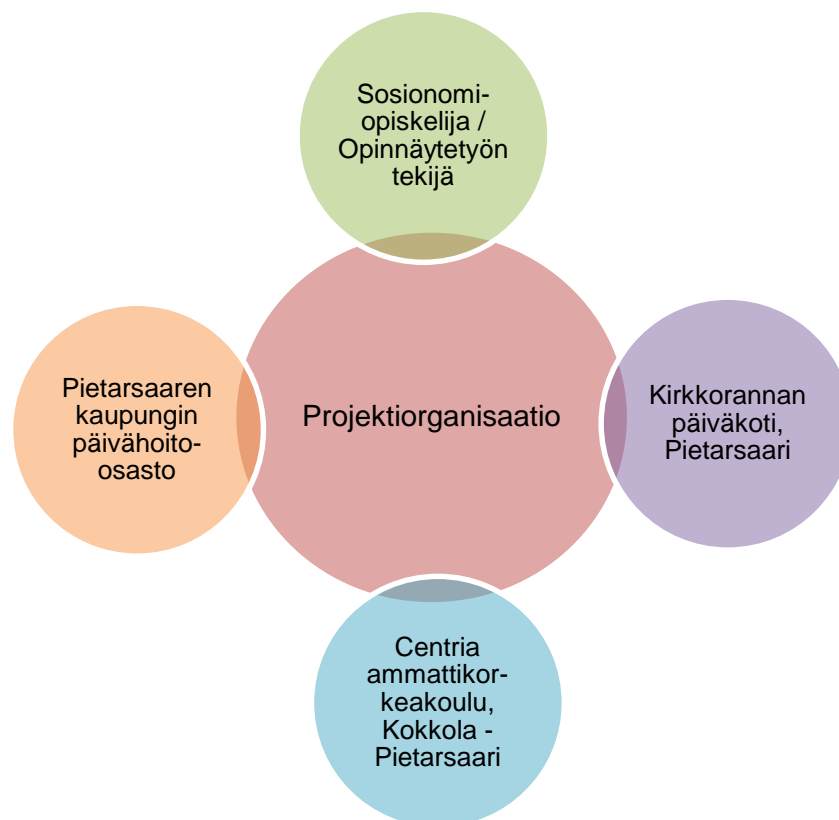 Sosionomi-
opiskelija /
Opinnäytetyön
tekijä
Pietarsaaren
kaupungin
päivähoito-
osasto
Projektiorganisaatio
Kirkkorannan
päiväkoti,
Pietarsaari
Centria
ammattikor-
keakoulu,
Kokkola -
Pietarsaari